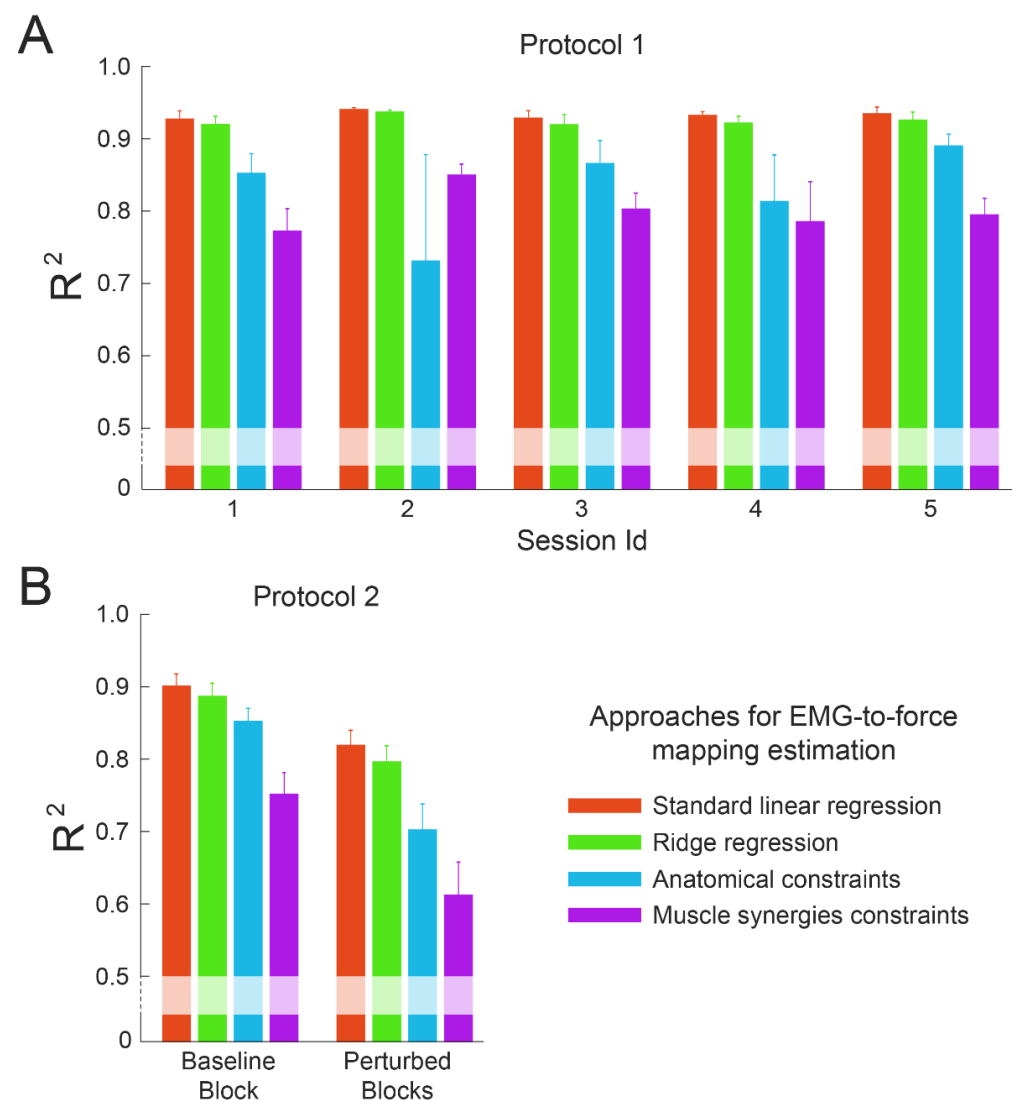 A
Protocol 1
1.0
0.9
0.8
0.7
0.6
0.5
0
R²
1 2 3 4 5
Session Id
B
Protocol 2
1.0
0.9
0.8
0.7
0.6
0.5
0
R²
Baseline
Block
Perturbed
Blocks
Approaches for EMG-to-force
mapping estimation
Standard linear regression
Ridge regression
Anatomical constraints
Muscle synergies constraints